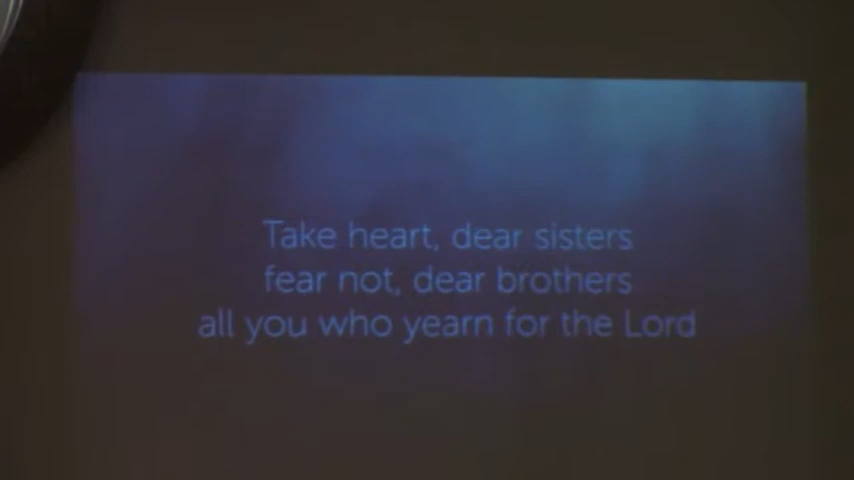 Take heart, dear sisters
fear not, dear brothers
all you who yearn for the Lord